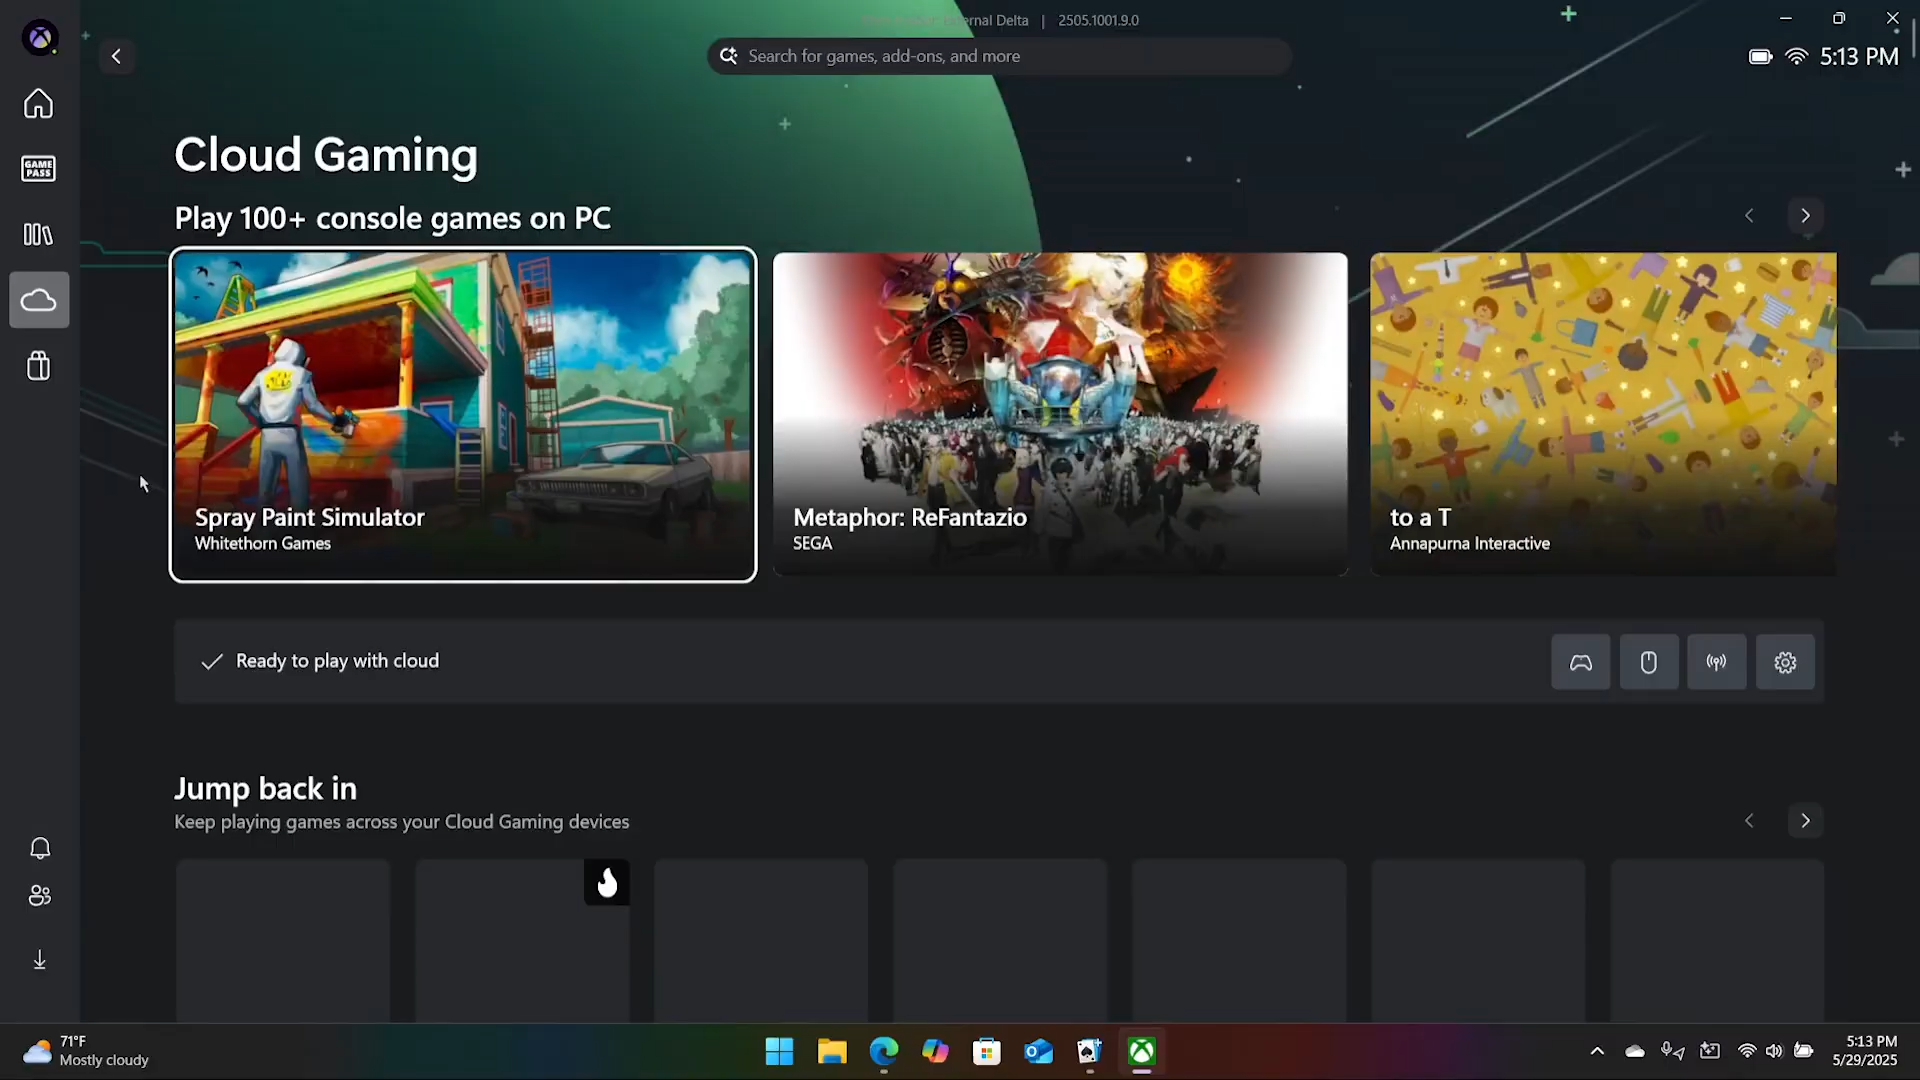 External Delta | 2505.1001.9.0
Search for games, add-ons, and more
5:13 PM
GAME
PASS
Cloud Gaming
Play 100+ console games on PC
Spray Paint Simulator
Whitethorn Games
Metaphor: ReFantazio
SEGA
to a T
Annapurna Interactive
Ready to play with cloud
Jump back in
Keep playing games across your Cloud Gaming devices
71°F
Mostly cloudy
5:13 PM
5/29/2025